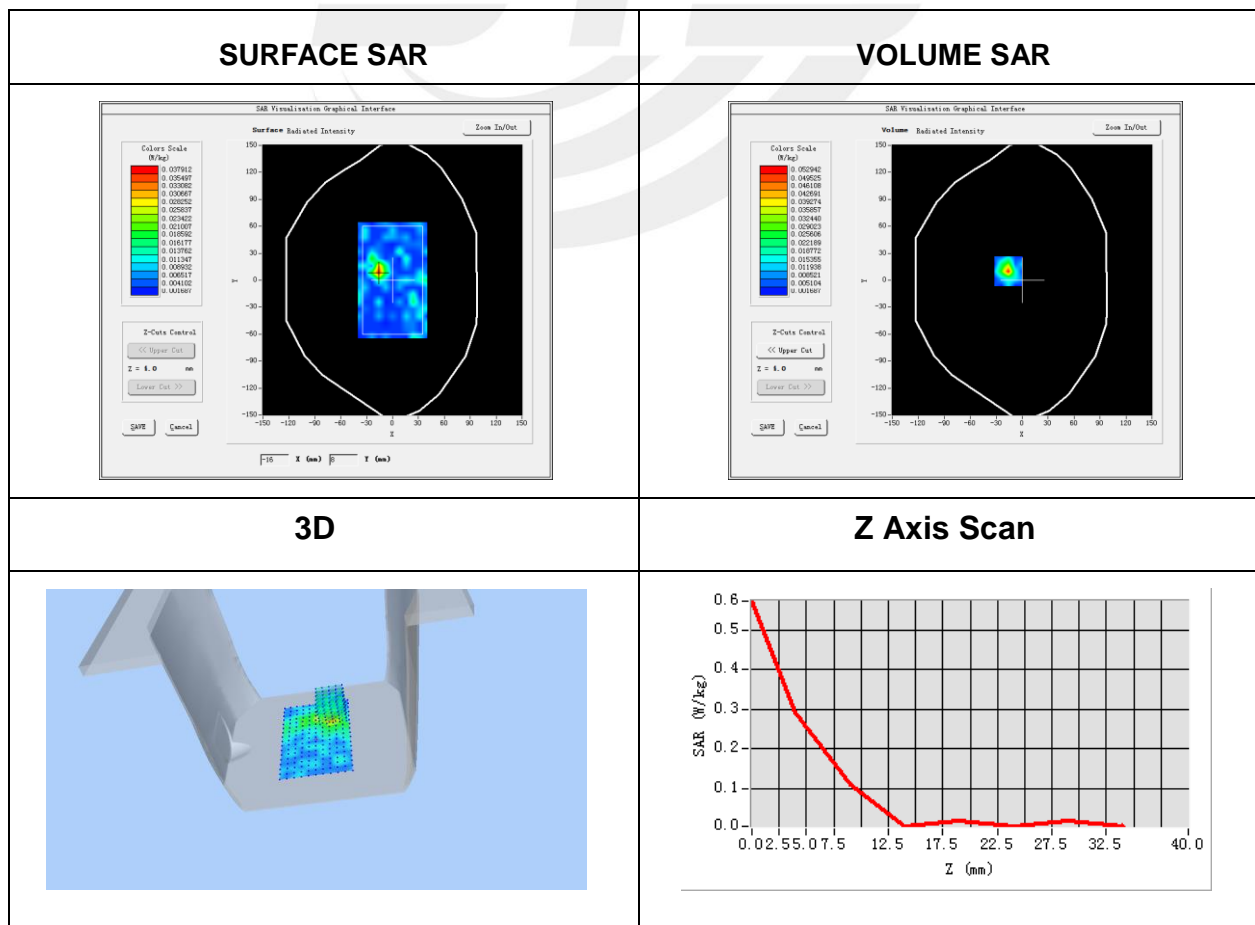 SURFACE SAR
VOLUME SAR
SAR Visualisation Graphical Interface
Surface Radiated Intensity
Zoom In/Out
Colors Scale
(W/kg)
0.037912
0.035497
0.033082
0.030667
0.028252
0.025837
0.023422
0.021007
0.018592
0.016177
0.013762
0.011347
0.008932
0.006517
0.004102
0.001687
Z-Cuts Control
<< Upper Cut
mm
Lower Cut >>
SAVE
Cancel
150
120
90
60
30
0
-30
-60
-90
-120
-150
Y
-150 -120 -90 -60 -30 0 30 60 90 120 150
X
-16 X (mm) 8 Y (mm)
SAR Visualisation Graphical Interface
Volume Radiated Intensity
Zoom In/Out
Colors Scale
(W/kg)
0.052942
0.049525
0.046108
0.042691
0.039274
0.035857
0.032440
0.029023
0.025606
0.022189
0.018772
0.015355
0.011938
0.008521
0.005104
0.001687
Z-Cuts Control
<< Upper Cut
mm
Lower Cut >>
SAVE
Cancel
150
120
90
60
30
0
-30
-60
-90
-120
-150
Y
-150 -120 -90 -60 -30 0 30 60 90 120 150
X
3D
Z Axis Scan
0.6
0.5
0.4
0.3
0.2
0.1
0.0
SAR (W/kg)
0.0 2.5 5.0 7.5 12.5 17.5 22.5 27.5 32.5 40.0
Z (mm)